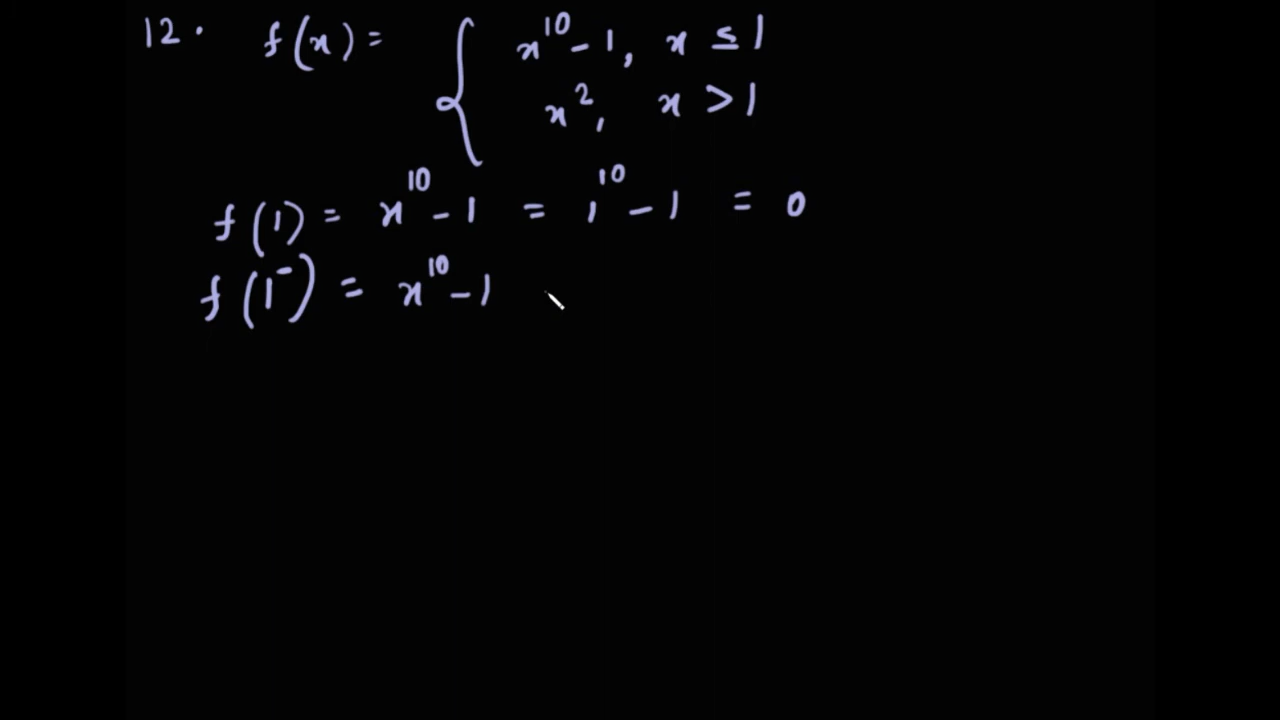 12. f(x) = { x^10 - 1, x ≤ 1
x^2, x > 1
f(1) = x^10 - 1 = 1^10 - 1 = 0
f(1^-) = x^10 - 1